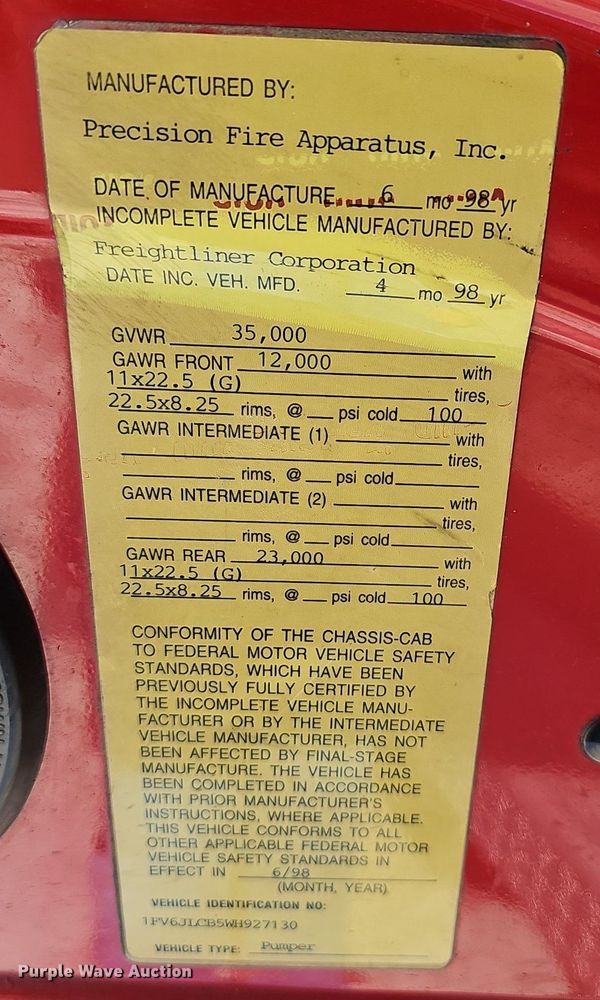 MANUFACTURED BY:
Precision Fire Apparatus, Inc.
DATE OF MANUFACTURE 6 mo 98 yr
INCOMPLETE VEHICLE MANUFACTURED BY:
Freightliner Corporation
DATE INC. VEH. MFD. 4 mo 98 yr
GVWR 35,000
GAWR FRONT 12,000 with
11x22.5 (G) tires,
22.5x8.25 rims, @ psi cold 100
GAWR INTERMEDIATE (1) with
tires,
rims, @ psi cold
GAWR INTERMEDIATE (2) with
tires,
rims, @ psi cold
GAWR REAR 23,000 with
11x22.5 (G) tires,
22.5x8.25 rims, @ psi cold 100
CONFORMITY OF THE CHASSIS-CAB
TO FEDERAL MOTOR VEHICLE SAFETY
STANDARDS, WHICH HAVE BEEN
PREVIOUSLY FULLY CERTIFIED BY
THE INCOMPLETE VEHICLE MANU-
FACTURER OR BY THE INTERMEDIATE
VEHICLE MANUFACTURER, HAS NOT
BEEN AFFECTED BY FINAL-STAGE
MANUFACTURE. THE VEHICLE HAS
BEEN COMPLETED IN ACCORDANCE
WITH PRIOR MANUFACTURER'S
INSTRUCTIONS, WHERE APPLICABLE.
THIS VEHICLE CONFORMS TO ALL
OTHER APPLICABLE FEDERAL MOTOR
VEHICLE SAFETY STANDARDS IN
EFFECT IN 6/98
(MONTH, YEAR)
VEHICLE IDENTIFICATION NO:
1FV6JLCB5WH927130
VEHICLE TYPE: Pumper
Purple Wave Auction